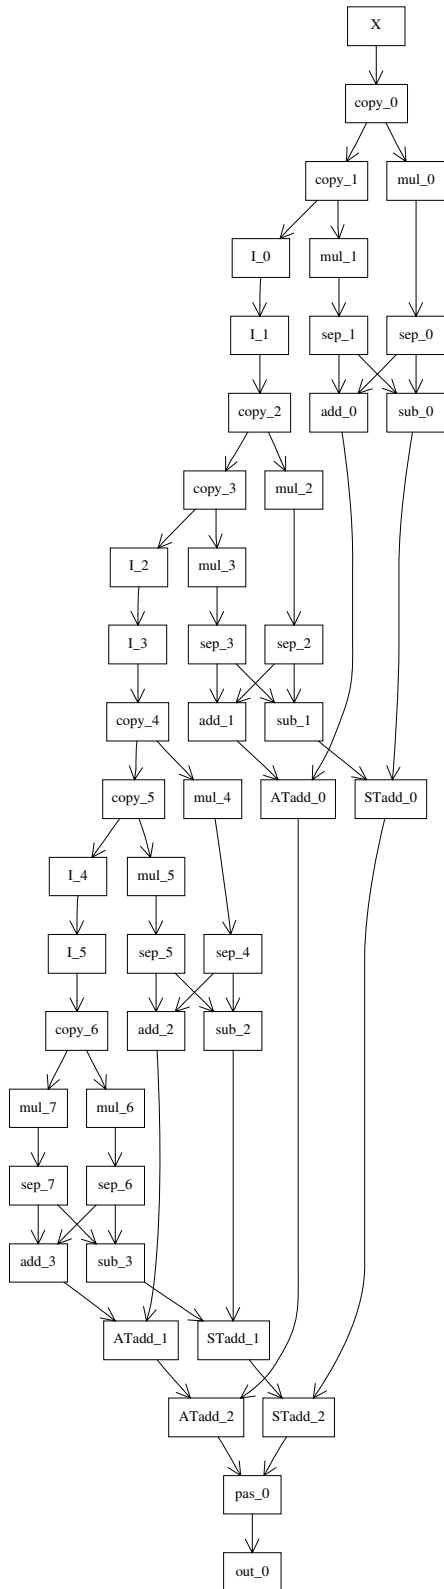 X
copy_0
copy_1
mul_0
I_0
mul_1
I_1
sep_1
sep_0
copy_2
add_0
sub_0
copy_3
mul_2
I_2
mul_3
I_3
sep_3
sep_2
copy_4
add_1
sub_1
copy_5
mul_4
ATadd_0
STadd_0
I_4
mul_5
I_5
sep_5
sep_4
copy_6
add_2
sub_2
mul_7
mul_6
sep_7
sep_6
add_3
sub_3
ATadd_1
STadd_1
ATadd_2
STadd_2
pas_0
out_0